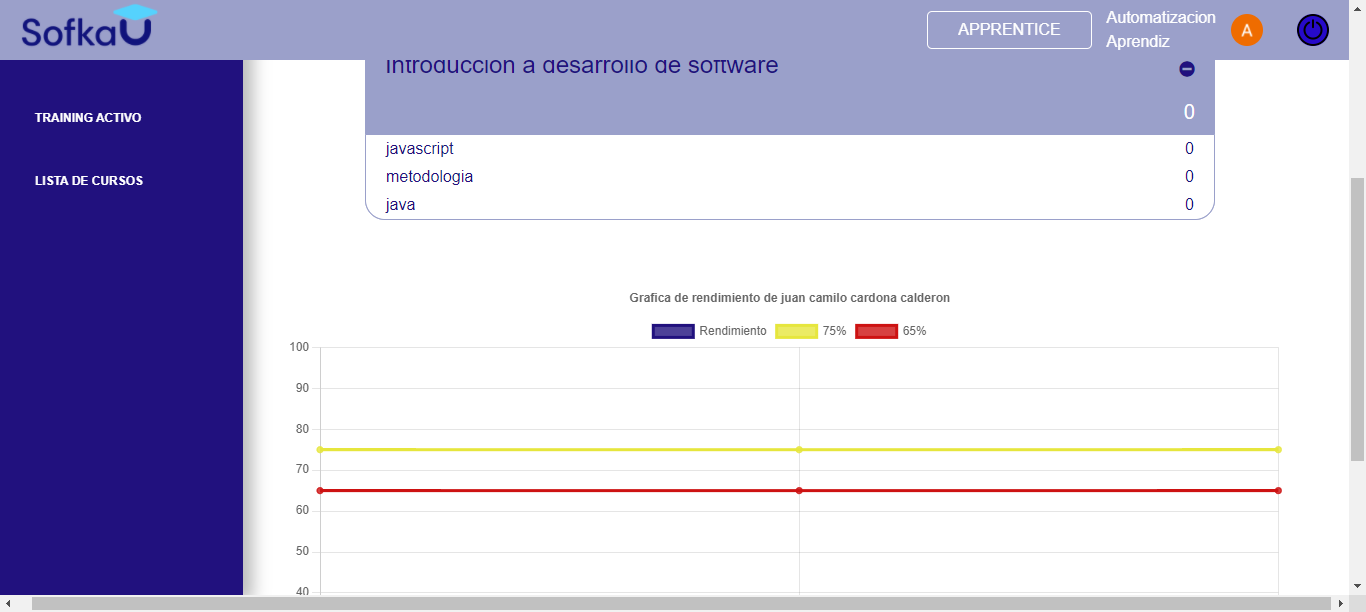 SofkaU
APPRENTICE
Automatizacion
Aprendiz
A
TRAINING ACTIVO
LISTA DE CURSOS
Introducción a desarrollo de software
0
javascript 0
metodologia 0
java 0
Grafica de rendimiento de juan camilo cardona calderon
Rendimiento 75% 65%
100
90
80
70
60
50
40